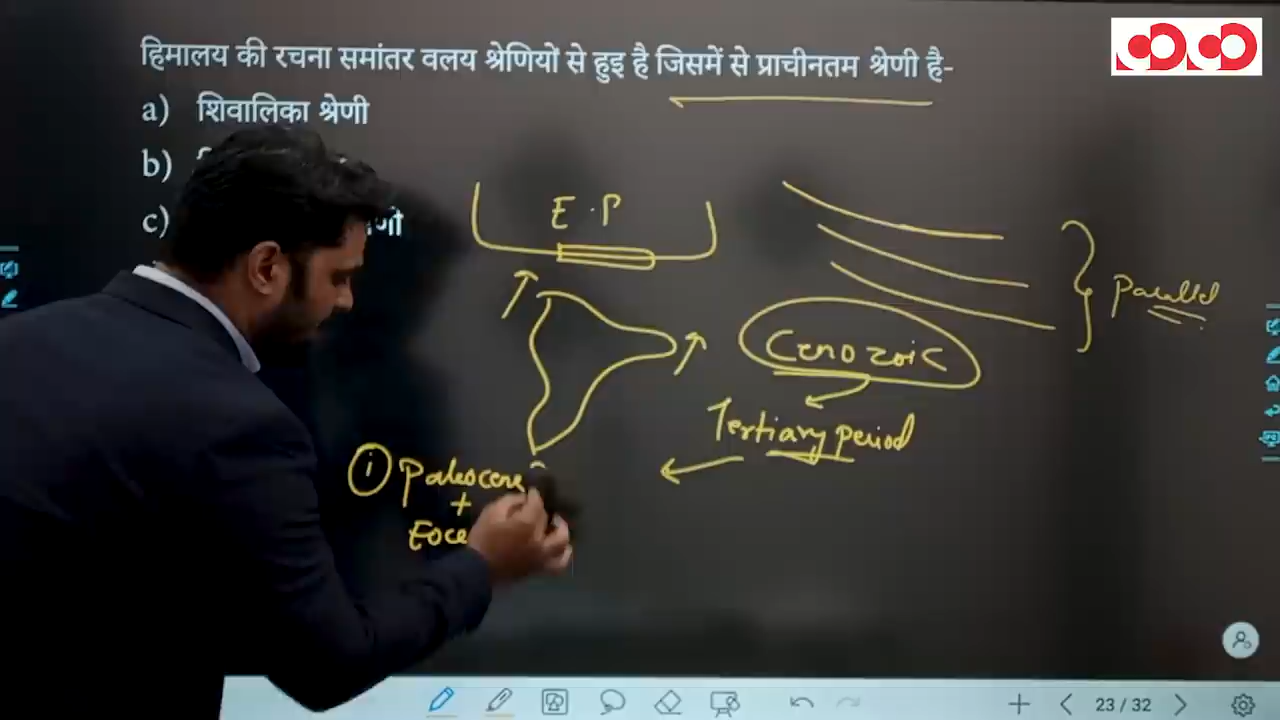 हिमालय की रचना समांतर वलय श्रेणियों से हुइ है जिसमें से प्राचीनतम श्रेणी है-
a) शिवालिका श्रेणी
b)
c)
E.P
Parallel
Cenozoic
Tertiary period
i Paleocene
+
Eoce
23 / 32